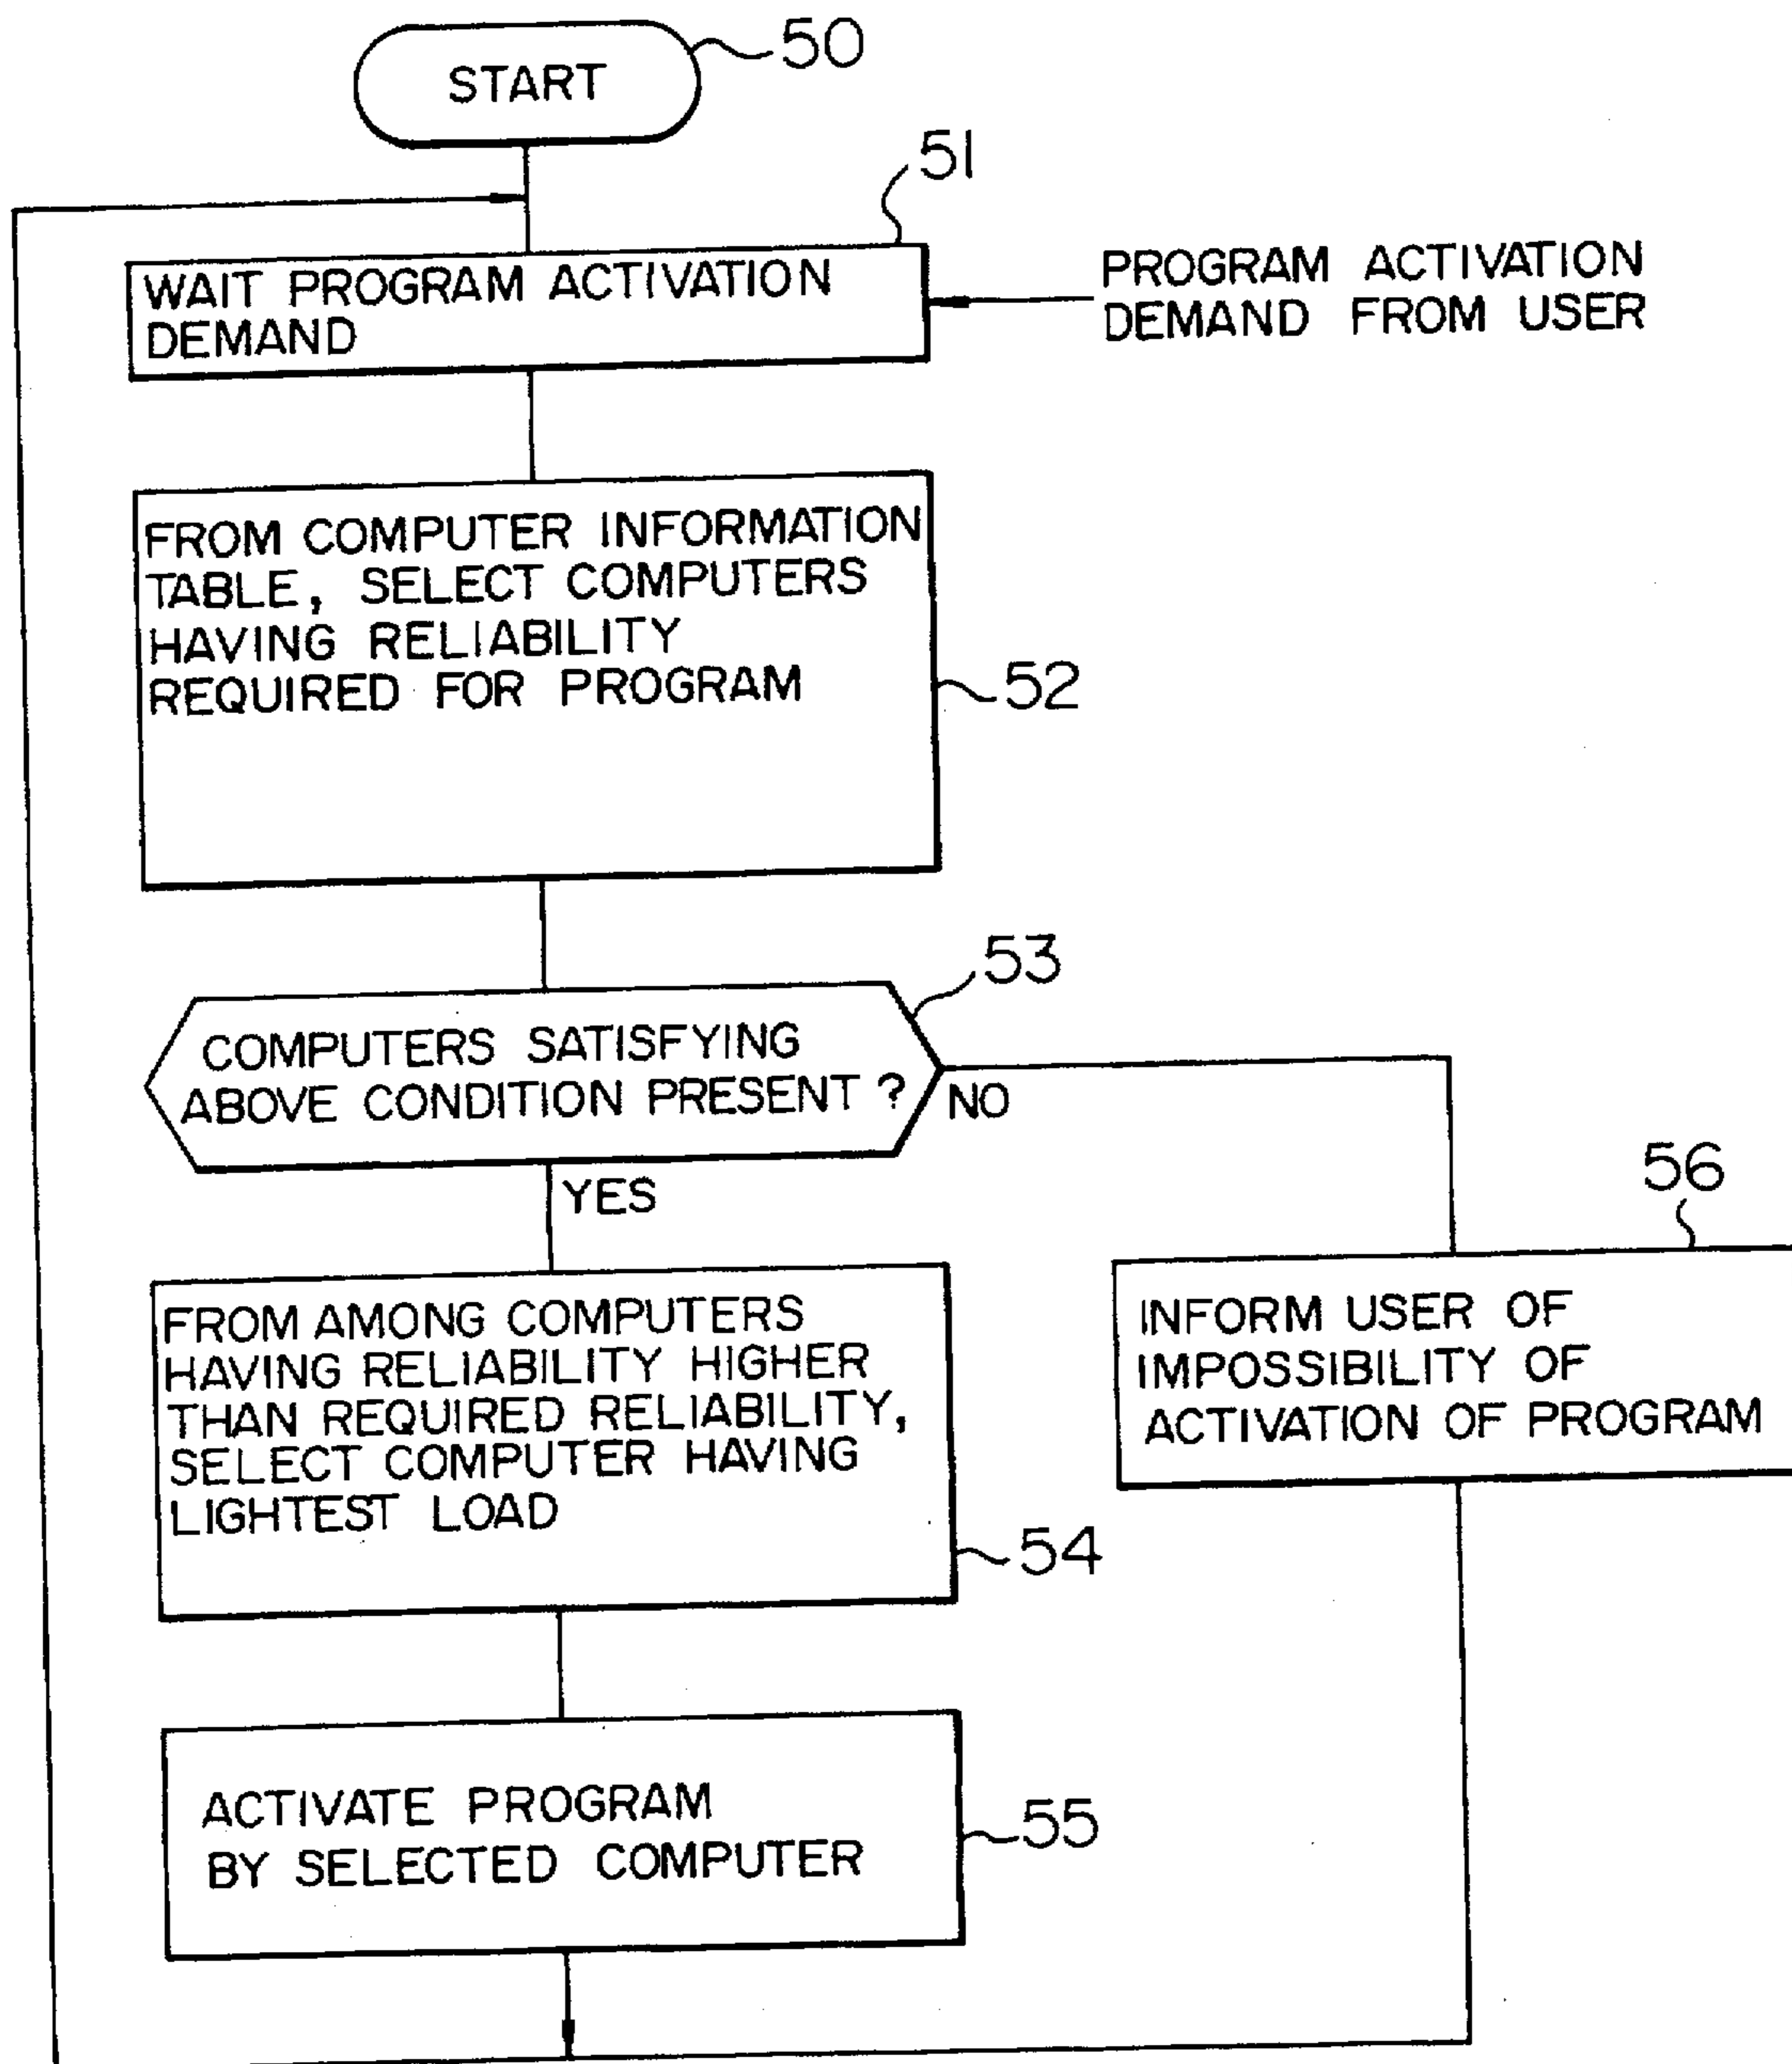 50
START
51
WAIT PROGRAM ACTIVATION
DEMAND
PROGRAM ACTIVATION
DEMAND FROM USER
FROM COMPUTER INFORMATION
TABLE, SELECT COMPUTERS
HAVING RELIABILITY
REQUIRED FOR PROGRAM
52
53
COMPUTERS SATISFYING
ABOVE CONDITION PRESENT ?
NO
YES
56
FROM AMONG COMPUTERS
HAVING RELIABILITY HIGHER
THAN REQUIRED RELIABILITY,
SELECT COMPUTER HAVING
LIGHTEST LOAD
54
INFORM USER OF
IMPOSSIBILITY OF
ACTIVATION OF PROGRAM
ACTIVATE PROGRAM
BY SELECTED COMPUTER
55